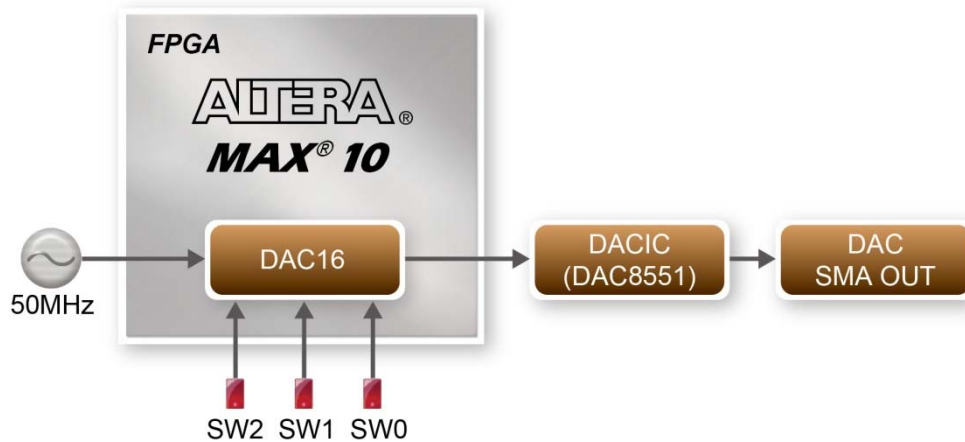 FPGA
ALTERA®
MAX® 10
DAC16
DACIC
(DAC8551)
DAC
SMA OUT
50MHz
SW2 SW1 SW0